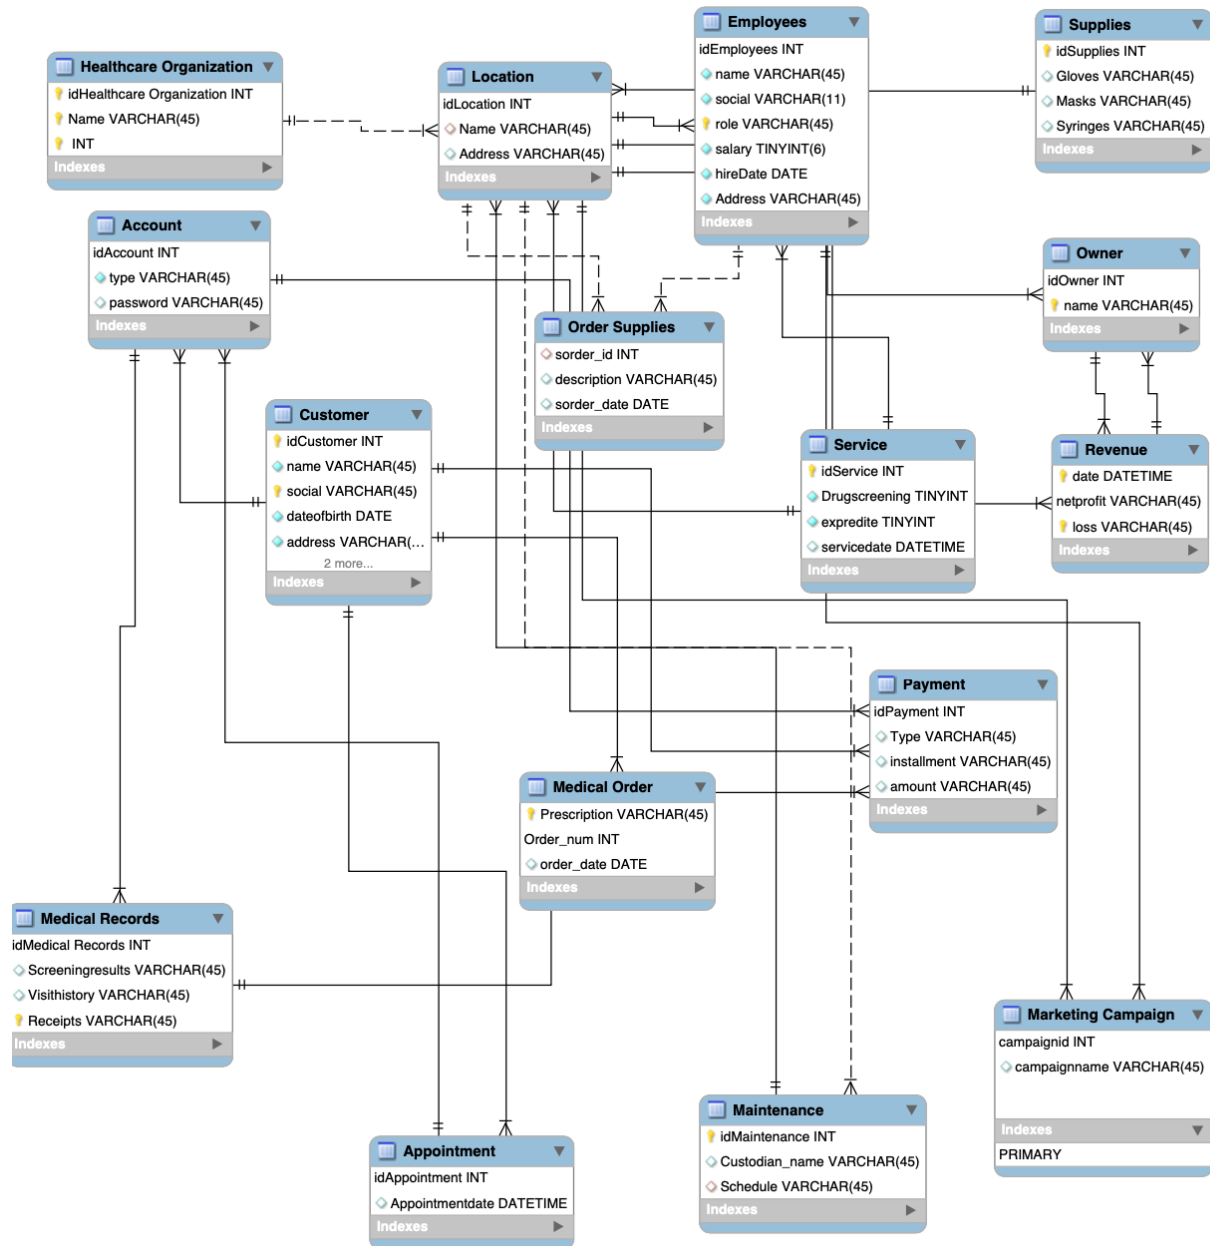 Healthcare Organization
idHealthcare Organization INT
Name VARCHAR(45)
INT
Indexes
Location
idLocation INT
Name VARCHAR(45)
Address VARCHAR(45)
Indexes
Employees
idEmployees INT
name VARCHAR(45)
social VARCHAR(11)
role VARCHAR(45)
salary TINYINT(6)
hireDate DATE
Address VARCHAR(45)
Indexes
Supplies
idSupplies INT
Gloves VARCHAR(45)
Masks VARCHAR(45)
Syringes VARCHAR(45)
Indexes
Account
idAccount INT
type VARCHAR(45)
password VARCHAR(45)
Indexes
Order Supplies
sorder_id INT
description VARCHAR(45)
sorder_date DATE
Indexes
Owner
idOwner INT
name VARCHAR(45)
Indexes
Customer
idCustomer INT
name VARCHAR(45)
social VARCHAR(45)
dateofbirth DATE
address VARCHAR(...
2 more...
Indexes
Service
idService INT
Drugscreening TINYINT
expredite TINYINT
servicedate DATETIME
Indexes
Revenue
date DATETIME
netprofit VARCHAR(45)
loss VARCHAR(45)
Indexes
Payment
idPayment INT
Type VARCHAR(45)
installment VARCHAR(45)
amount VARCHAR(45)
Indexes
Medical Order
Prescription VARCHAR(45)
Order_num INT
order_date DATE
Indexes
Medical Records
idMedical Records INT
Screeningresults VARCHAR(45)
Visithistory VARCHAR(45)
Receipts VARCHAR(45)
Indexes
Marketing Campaign
campaignid INT
campaignname VARCHAR(45)
Indexes
PRIMARY
Maintenance
idMaintenance INT
Custodian_name VARCHAR(45)
Schedule VARCHAR(45)
Indexes
Appointment
idAppointment INT
Appointmentdate DATETIME
Indexes